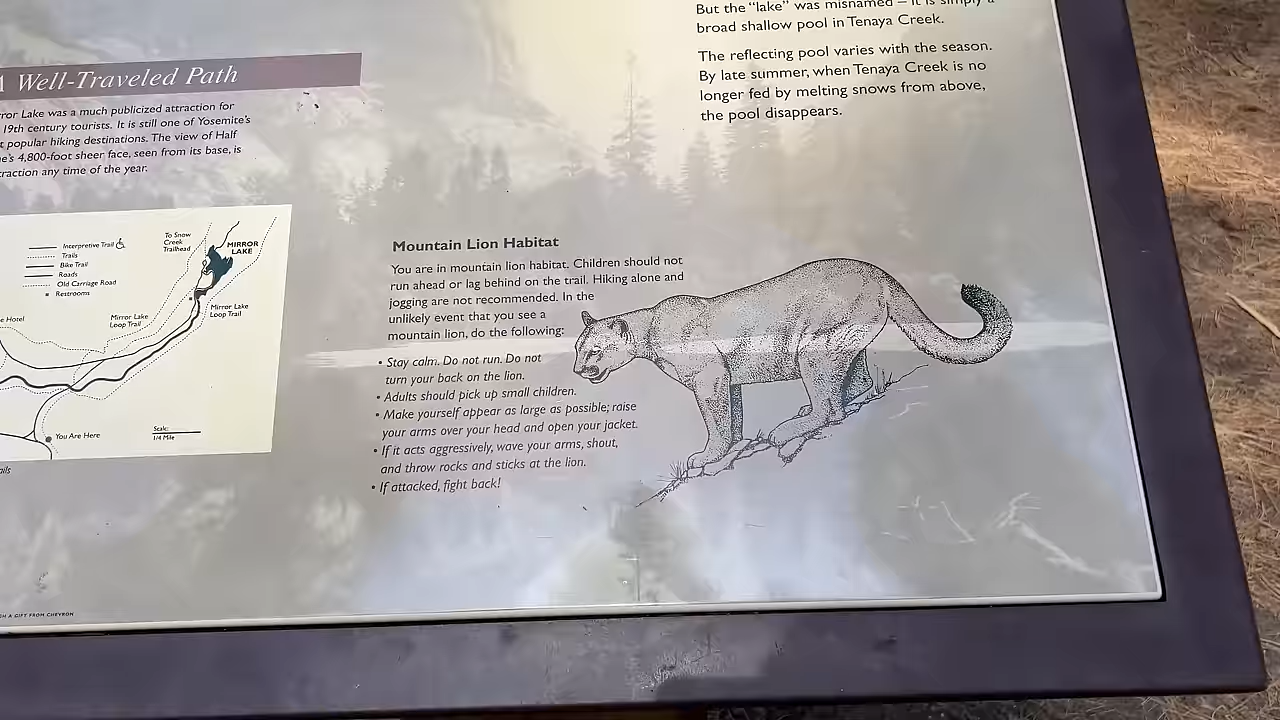 But the “lake” was misnamed – it is simply a
broad shallow pool in Tenaya Creek.
The reflecting pool varies with the season.
By late summer, when Tenaya Creek is no
longer fed by melting snows from above,
the pool disappears.
A Well-Traveled Path
Lake was a much publicized attraction for
19th century tourists. It is still one of Yosemite’s
popular hiking destinations. The view of Half
4,800-foot sheer face, seen from its base, is
any time of the year.
Interpretive Trail
Trails
Bike Trail
Roads
Old Carriage Road
Restrooms
To Snow
Creek
Trailhead
MIRROR
LAKE
Mirror Lake
Loop Trail
Mirror Lake
Loop Trail
Hotel
You Are Here
Scale:
1/4 Mile
Mountain Lion Habitat
You are in mountain lion habitat. Children should not
run ahead or lag behind on the trail. Hiking alone and
jogging are not recommended. In the
unlikely event that you see a
mountain lion, do the following:
• Stay calm. Do not run. Do not
turn your back on the lion.
• Adults should pick up small children.
• Make yourself appear as large as possible; raise
your arms over your head and open your jacket.
• If it acts aggressively, wave your arms, shout,
and throw rocks and sticks at the lion.
• If attacked, fight back!
A GIFT FROM CHEVRON